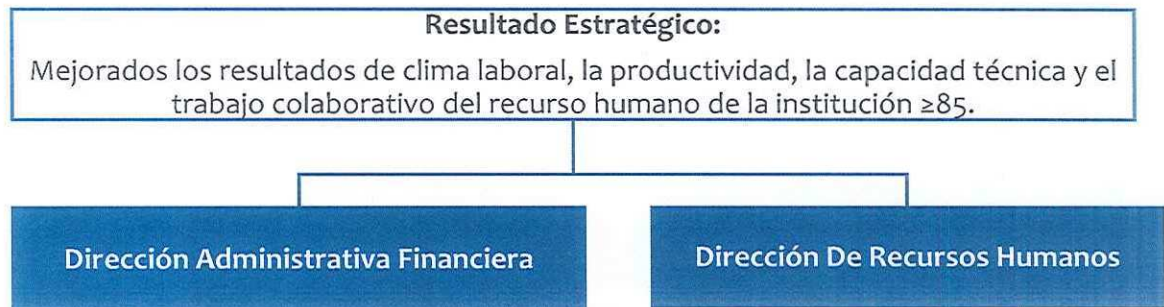 Resultado Estratégico:
Mejorados los resultados de clima laboral, la productividad, la capacidad técnica y el
trabajo colaborativo del recurso humano de la institución ≥85.
Dirección Administrativa Financiera
Dirección De Recursos Humanos